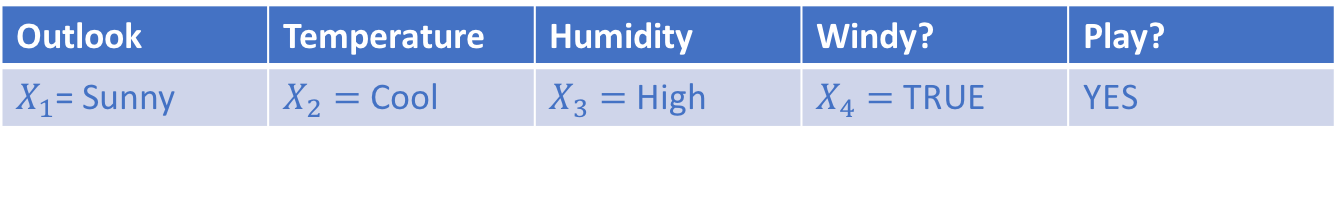 Outlook Temperature Humidity Windy? Play?
X₁= Sunny X₂ = Cool X₃ = High X₄ = TRUE YES